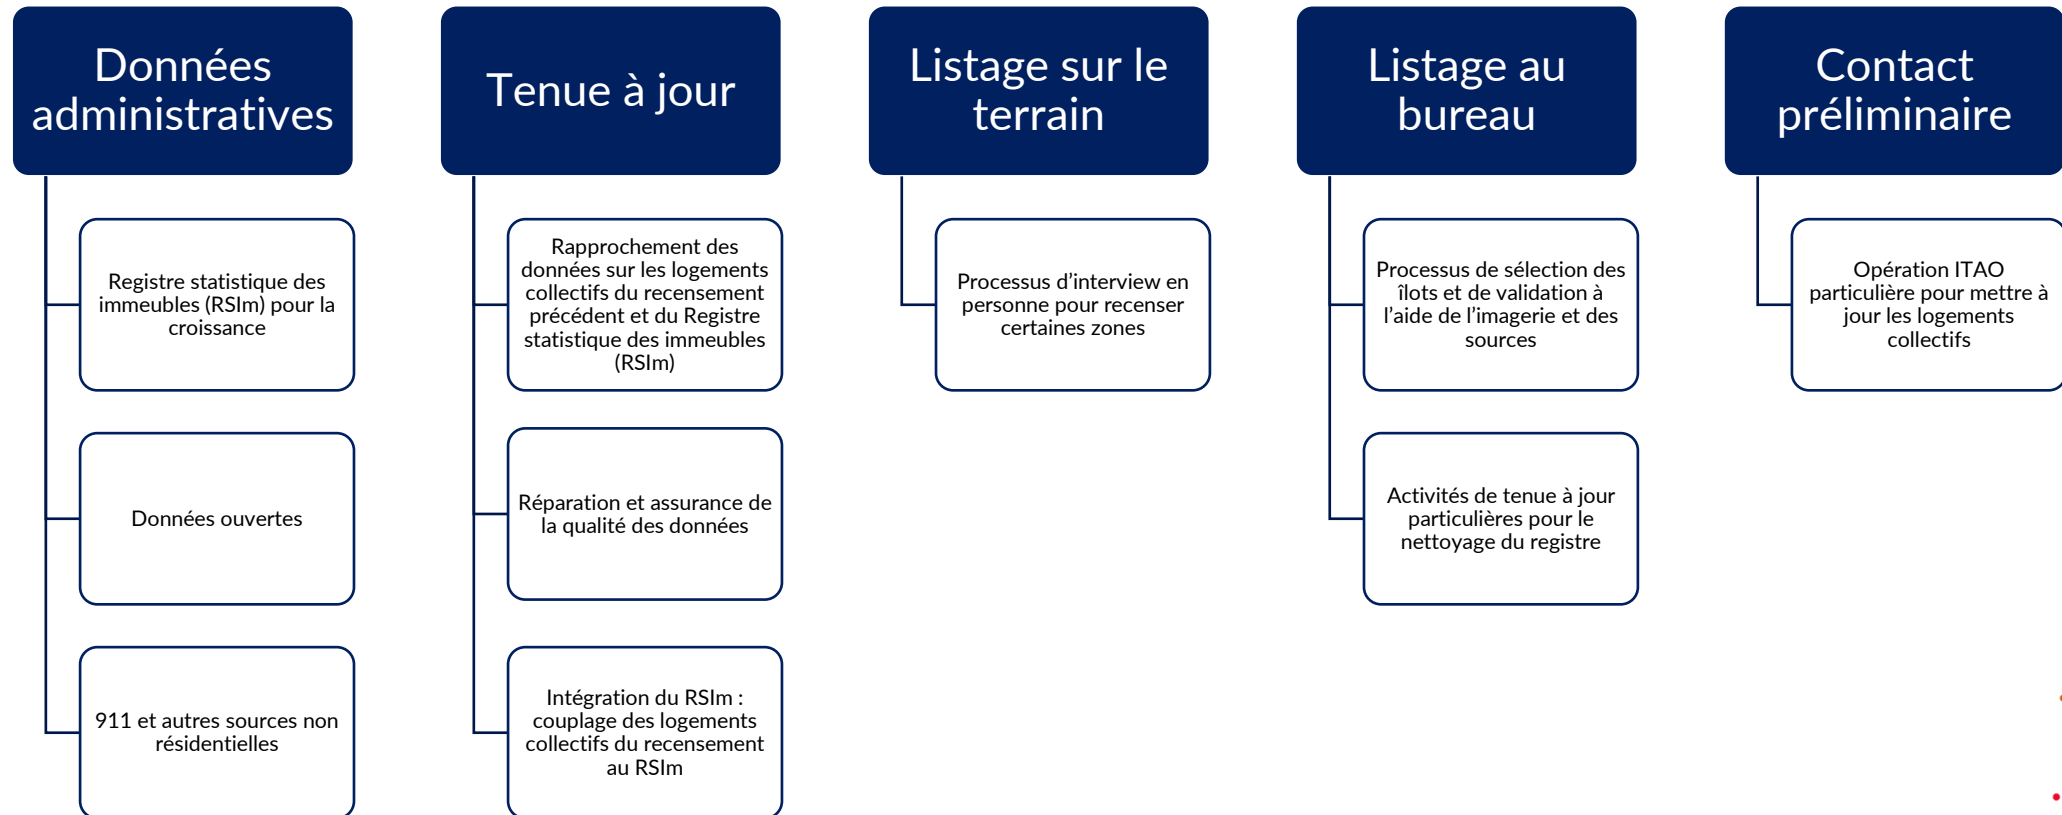 Données
administratives
Registre statistique des
immeubles (RSIm) pour la
croissance
Données ouvertes
911 et autres sources non
résidentielles
Tenue à jour
Rapprochement des
données sur les logements
collectifs du recensement
précédent et du Registre
statistique des immeubles
(RSIm)
Réparation et assurance de
la qualité des données
Intégration du RSIm :
couplage des logements
collectifs du recensement
au RSIm
Listage sur le
terrain
Processus d’interview en
personne pour recenser
certaines zones
Listage au
bureau
Processus de sélection des
îlots et de validation à
l’aide de l’imagerie et des
sources
Activités de tenue à jour
particulières pour le
nettoyage du registre
Contact
préliminaire
Opération ITAO
particulière pour mettre à
jour les logements
collectifs